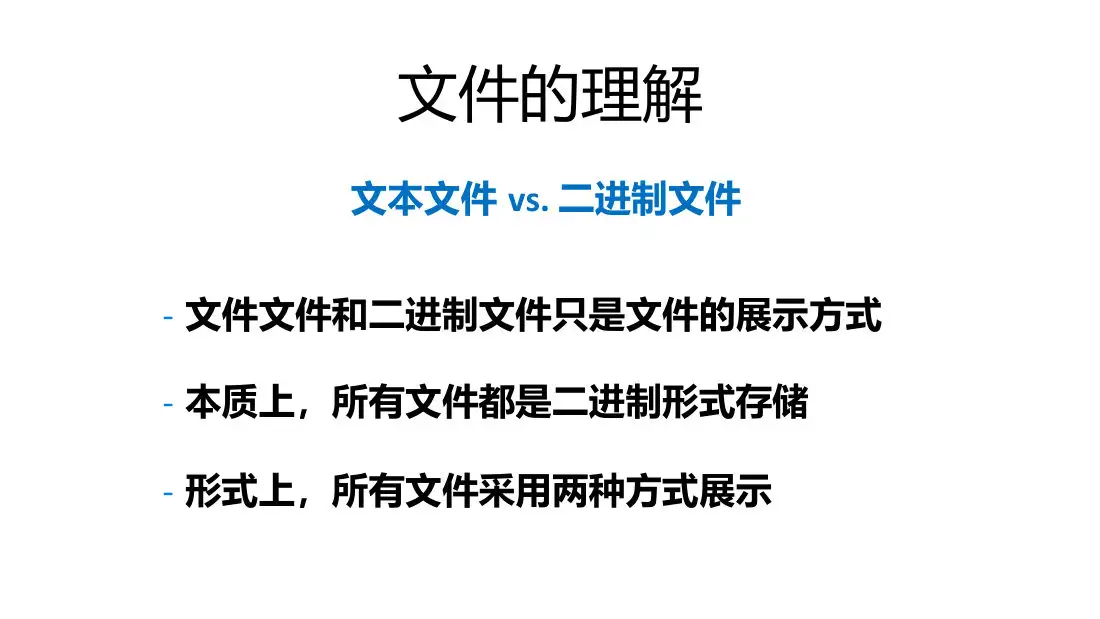 文件的理解
文本文件 vs. 二进制文件
- 文件文件和二进制文件只是文件的展示方式
- 本质上，所有文件都是二进制形式存储
- 形式上，所有文件采用两种方式展示